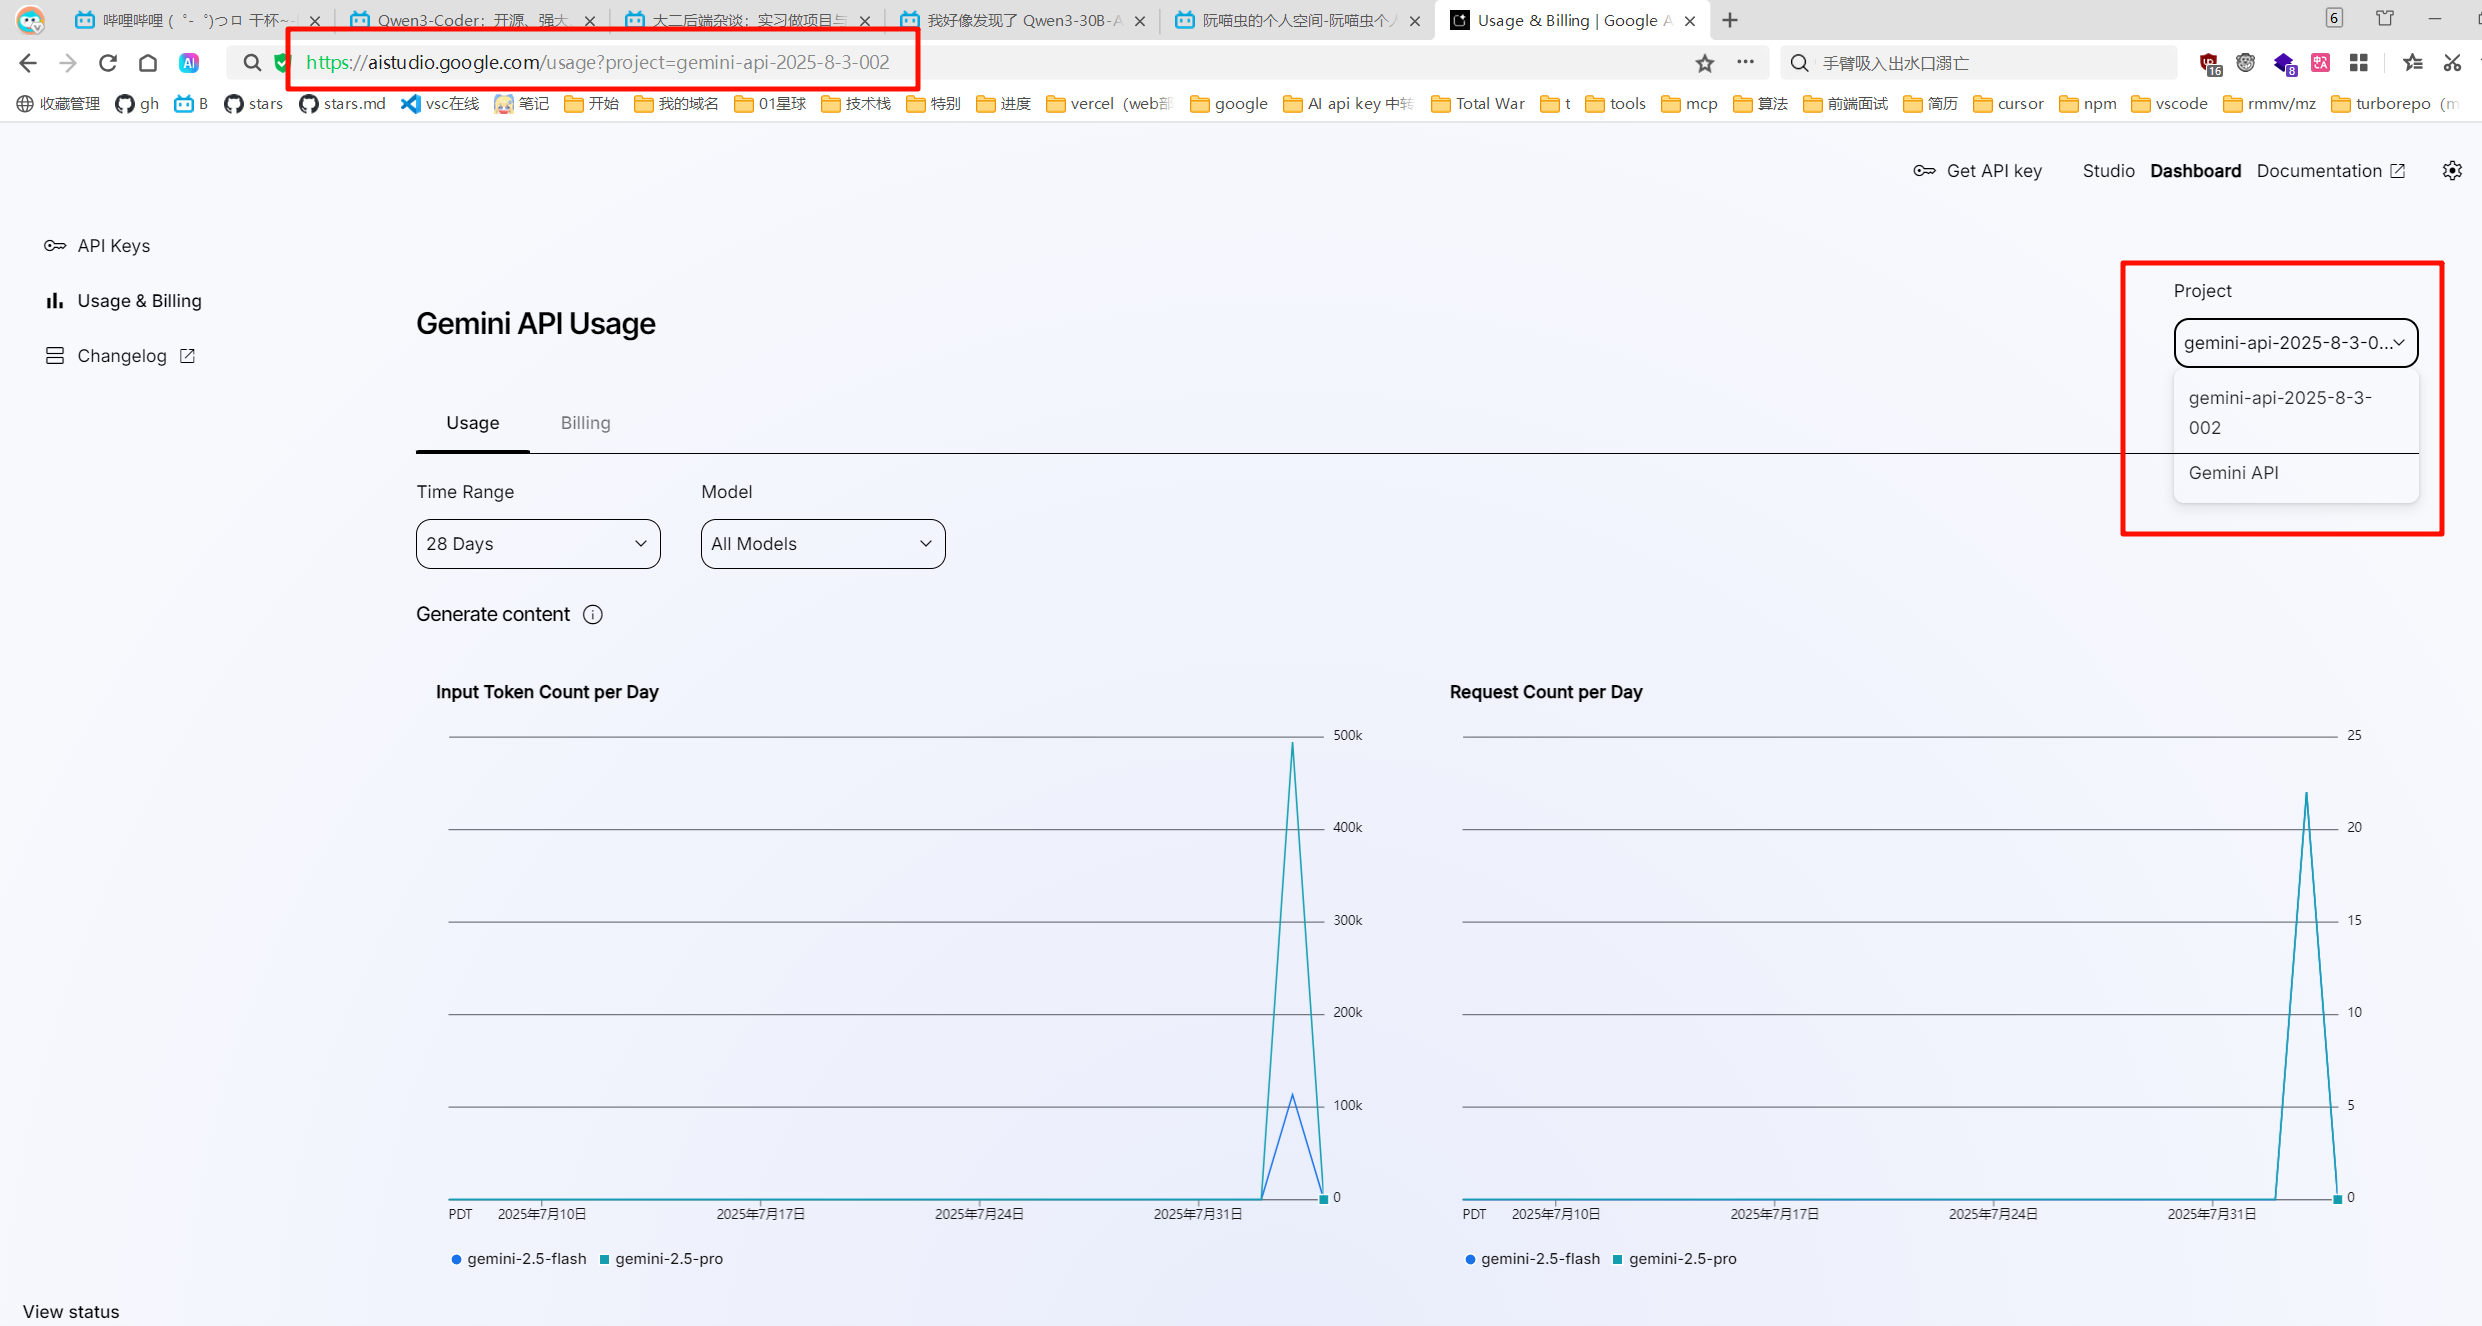 哔哩哔哩 (゜-゜)つロ 干杯~-
Qwen3-Coder：开源、强大
大二后端杂谈：实习做项目与
我好像发现了 Qwen3-30B-A
阮喵虫的个人空间-阮喵虫个人
Usage & Billing | Google A
6
AI
https://aistudio.google.com/usage?project=gemini-api-2025-8-3-002
手臂吸入出水口溺亡
16
8
收藏管理
gh
B
stars
stars.md
vsc在线
笔记
开始
我的域名
01星球
技术栈
特别
进度
vercel（web部
google
AI api key 中转
Total War
t
tools
mcp
算法
前端面试
简历
cursor
npm
vscode
rmmv/mz
turborepo（m
Get API key
Studio
Dashboard
Documentation
API Keys
Usage & Billing
Changelog
Project
gemini-api-2025-8-3-0...
gemini-api-2025-8-3-
002
Gemini API
Gemini API Usage
Usage
Billing
Time Range
Model
28 Days
All Models
Generate content
Input Token Count per Day
500k
400k
300k
200k
100k
0
PDT
2025年7月10日
2025年7月17日
2025年7月24日
2025年7月31日
gemini-2.5-flash
gemini-2.5-pro
Request Count per Day
25
20
15
10
5
0
PDT
2025年7月10日
2025年7月17日
2025年7月24日
2025年7月31日
gemini-2.5-flash
gemini-2.5-pro
View status